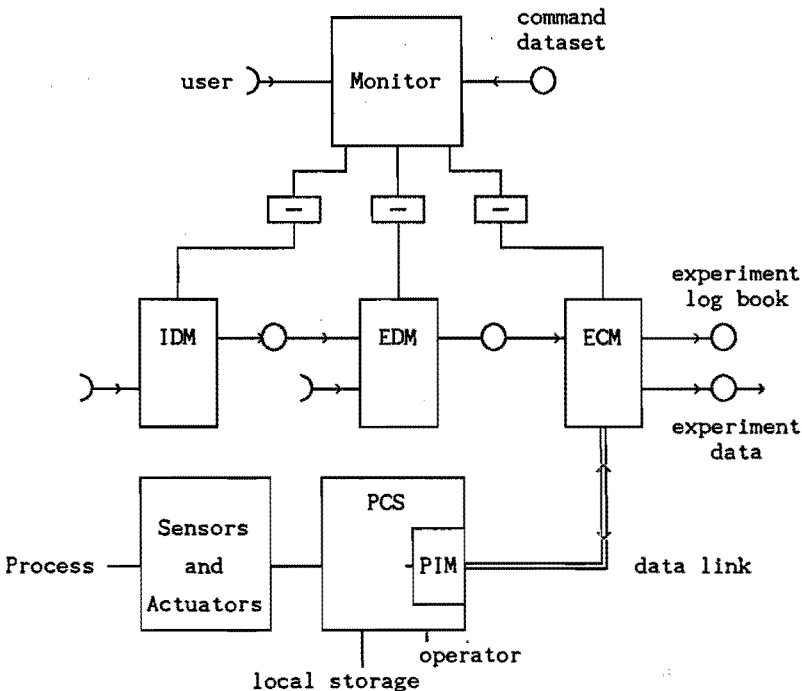 command
dataset
user
Monitor
IDM
EDM
ECM
experiment
log book
experiment
data
PCS
Sensors
and
Actuators
Process
PIM
data link
operator
local storage